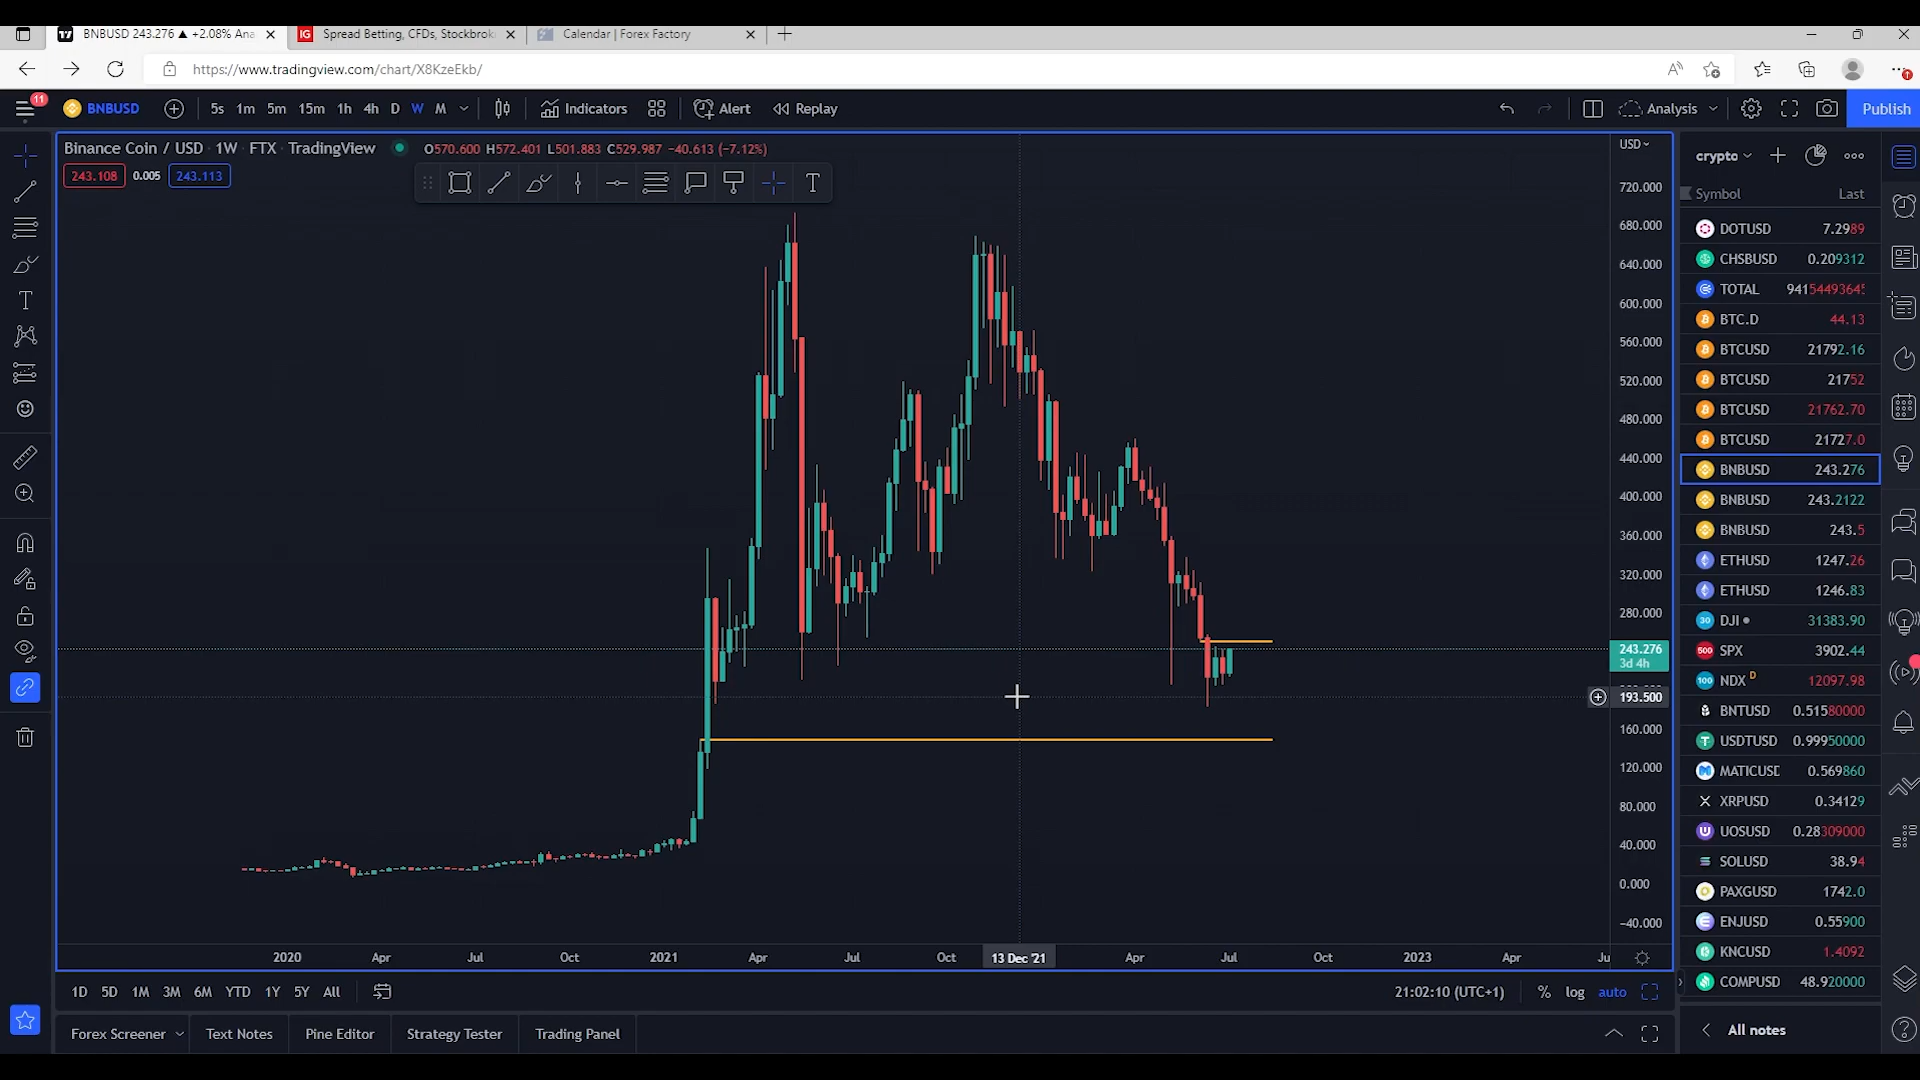 BNBUSD 243.276 ▲ +2.08% Ana
IG Spread Betting, CFDs, Stockbrok
Calendar | Forex Factory
https://www.tradingview.com/chart/X8KzeEkb/
11
BNBUSD
5s 1m 5m 15m 1h 4h D W M
Indicators
Alert
Replay
Analysis
Publish
Binance Coin / USD · 1W · FTX · TradingView
O570.600 H572.401 L501.883 C529.987 -40.613 (-7.12%)
243.108 0.005 243.113
USD
720.000
680.000
640.000
600.000
560.000
520.000
480.000
440.000
400.000
360.000
320.000
280.000
243.276
3d 4h
193.500
160.000
120.000
80.000
40.000
0.000
-40.000
2020 Apr Jul Oct 2021 Apr Jul Oct 13 Dec '21 Apr Jul Oct 2023 Apr Ju
crypto
Symbol Last
DOTUSD 7.2989
CHSBUSD 0.209312
TOTAL 94154493645
BTC.D 44.13
BTCUSD 21792.16
BTCUSD 21752
BTCUSD 21762.70
BTCUSD 21727.0
BNBUSD 243.276
BNBUSD 243.2122
BNBUSD 243.5
ETHUSD 1247.26
ETHUSD 1246.83
30 DJI 31383.90
500 SPX 3902.44
100 NDX D 12097.98
BNTUSD 0.51580000
USDTUSD 0.99950000
MATICUSD 0.569860
XRPUSD 0.34129
UOSUSD 0.28309000
SOLUSD 38.94
PAXGUSD 1742.0
ENJUSD 0.55900
KNCUSD 1.4092
COMPUSD 48.920000
All notes
1D 5D 1M 3M 6M YTD 1Y 5Y All
21:02:10 (UTC+1) % log auto
Forex Screener Text Notes Pine Editor Strategy Tester Trading Panel